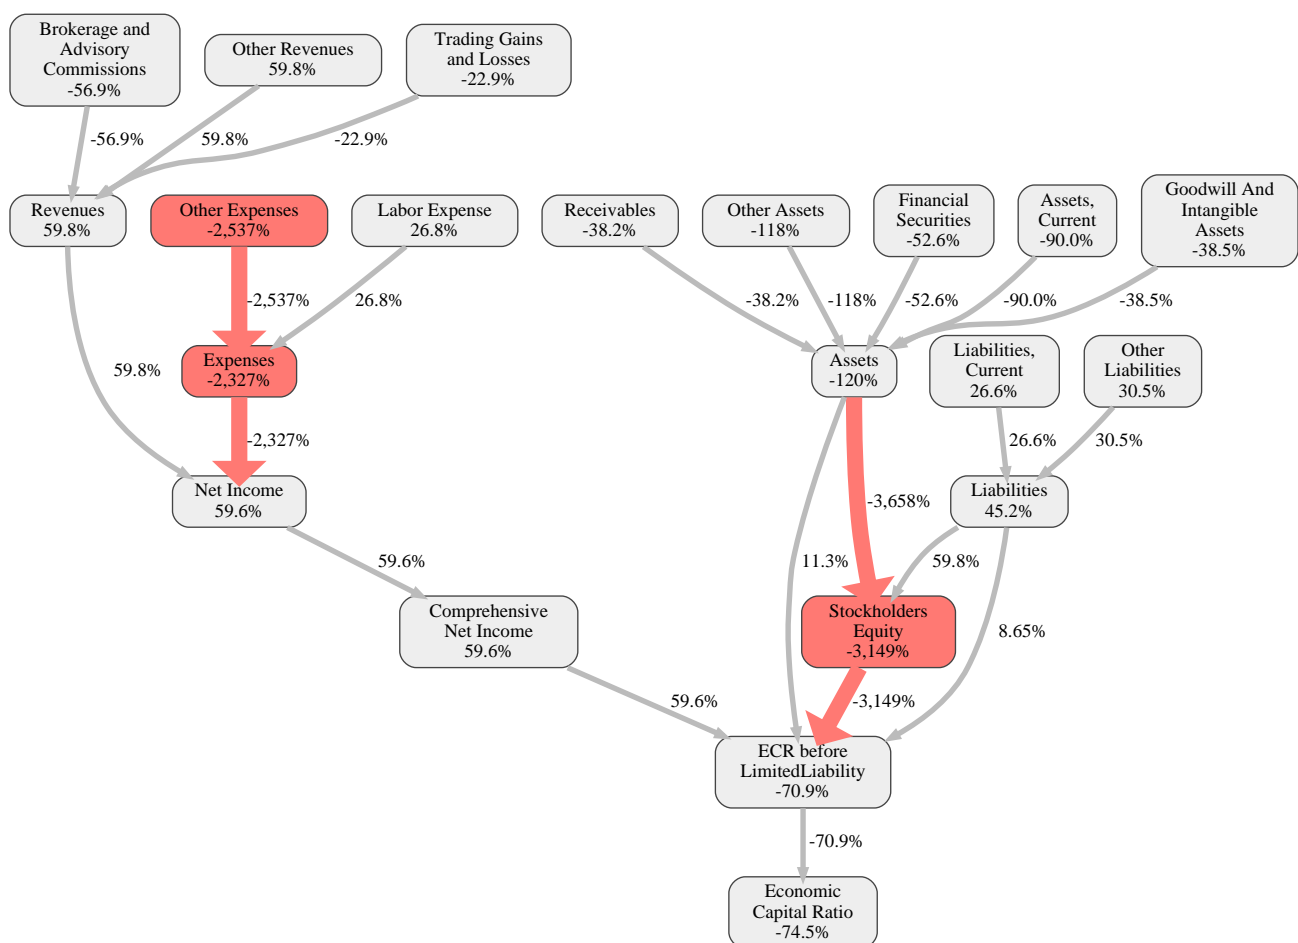 Brokerage and
Advisory
Commissions
-56.9%
Other Revenues
59.8%
Trading Gains
and Losses
-22.9%
-56.9%
59.8%
-22.9%
Revenues
59.8%
Other Expenses
-2,537%
Labor Expense
26.8%
Receivables
-38.2%
Other Assets
-118%
Financial
Securities
-52.6%
Assets,
Current
-90.0%
Goodwill And
Intangible
Assets
-38.5%
-2,537%
26.8%
-38.2%
-118%
-52.6%
-90.0%
-38.5%
59.8%
Expenses
-2,327%
Assets
-120%
Liabilities,
Current
26.6%
Other
Liabilities
30.5%
-2,327%
26.6%
30.5%
Net Income
59.6%
-3,658%
Liabilities
45.2%
59.6%
11.3%
59.8%
Comprehensive
Net Income
59.6%
Stockholders
Equity
-3,149%
8.65%
59.6%
-3,149%
ECR before
LimitedLiability
-70.9%
-70.9%
Economic
Capital Ratio
-74.5%